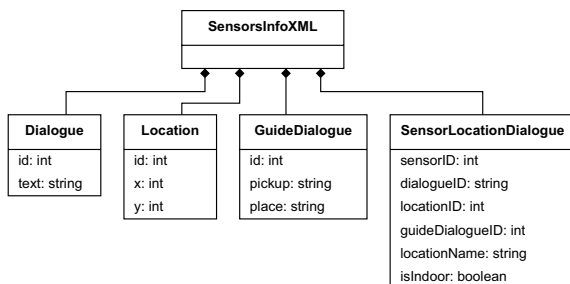 SensorsInfoXML
Dialogue
id: int
text: string
Location
id: int
x: int
y: int
GuideDialogue
id: int
pickup: string
place: string
SensorLocationDialogue
sensorID: int
dialogueID: string
locationID: int
guideDialogueID: int
locationName: string
isIndoor: boolean